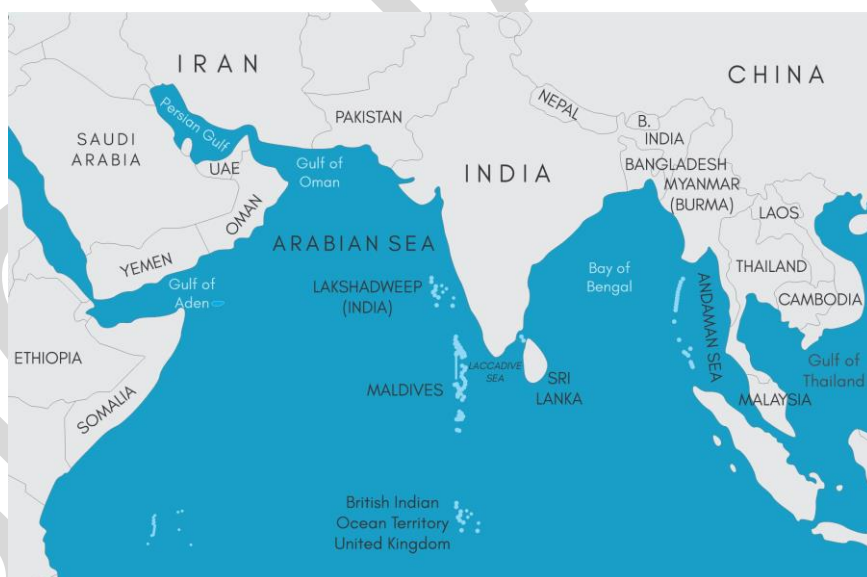 IRAN
CHINA
Persian Gulf
PAKISTAN
NEPAL
B.
SAUDI
ARABIA
INDIA
UAE
Gulf of
Oman
INDIA
BANGLADESH
MYANMAR
(BURMA)
OMAN
LAOS
ARABIAN SEA
YEMEN
Gulf of
Aden
LAKSHADWEEP
(INDIA)
Bay of
Bengal
ANDAMAN SEA
THAILAND
CAMBODIA
ETHIOPIA
SOMALIA
MALDIVES
LACCADIVE
SEA
SRI
LANKA
Gulf of
Thailand
MALAYSIA
British Indian
Ocean Territory
United Kingdom